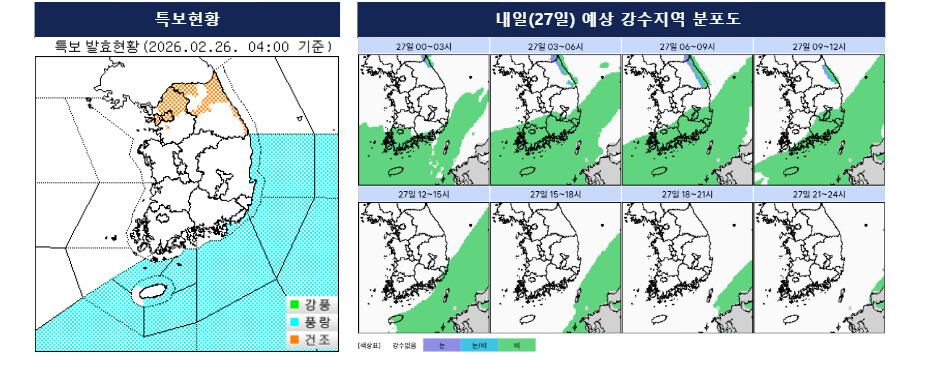 특보현황
특보 발효현황(2026.02.26. 04:00 기준)
강풍
풍랑
건조
내일(27일) 예상 강수지역 분포도
27일 00~03시 27일 03~06시 27일 06~09시 27일 09~12시
27일 12~15시 27일 15~18시 27일 18~21시 27일 21~24시
[색상표] 강수없음 눈 눈/비 비